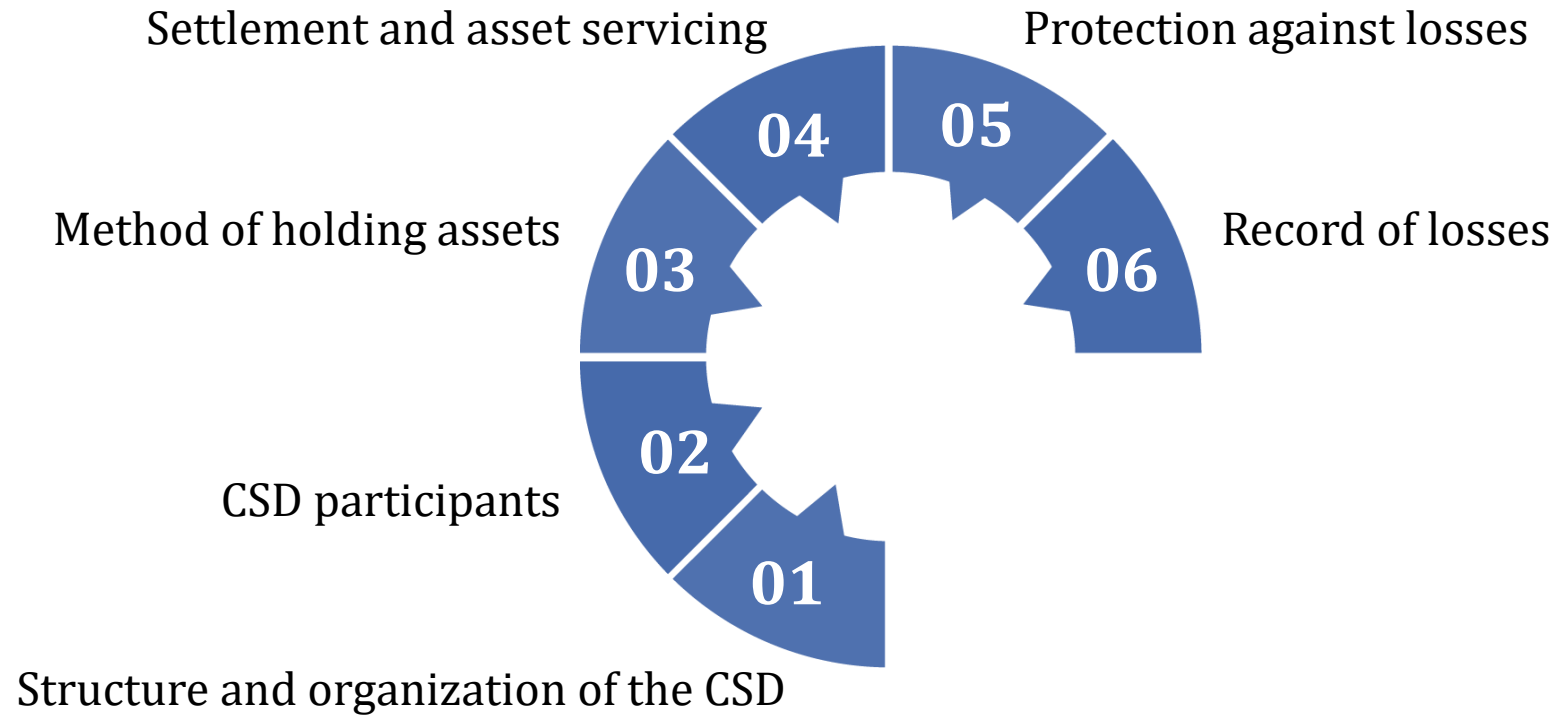 Settlement and asset servicing
Protection against losses
04
05
Method of holding assets
03
06
Record of losses
CSD participants
02
01
Structure and organization of the CSD